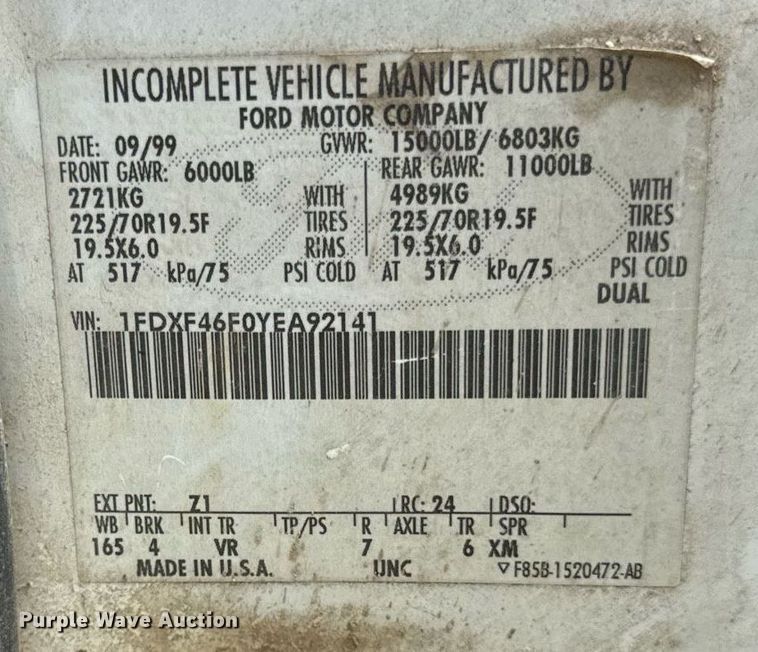 INCOMPLETE VEHICLE MANUFACTURED BY
FORD MOTOR COMPANY
DATE: 09/99 GVWR: 15000LB/ 6803KG
FRONT GAWR: 6000LB REAR GAWR: 11000LB
2721KG WITH 4989KG WITH
225/70R19.5F TIRES 225/70R19.5F TIRES
19.5X6.0 RIMS 19.5X6.0 RIMS
AT 517 kPa/75 PSI COLD AT 517 kPa/75 PSI COLD
DUAL
VIN: 1FDXF46F0YEA92141
EXT PNT: Z1 RC: 24 DSO:
WB BRK INT TR TP/PS R AXLE TR SPR
165 4 VR 7 6 XM
MADE IN U.S.A. UNC ▽ F85B-1520472-AB
Purple Wave Auction